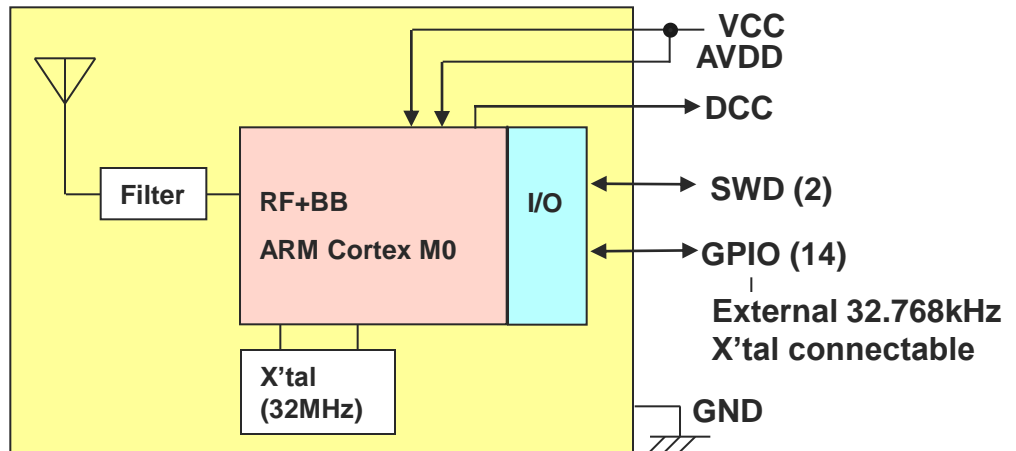 VCC
AVDD
DCC
Filter
RF+BB
ARM Cortex M0
I/O
SWD (2)
GPIO (14)
External 32.768kHz
X'tal connectable
X'tal
(32MHz)
GND